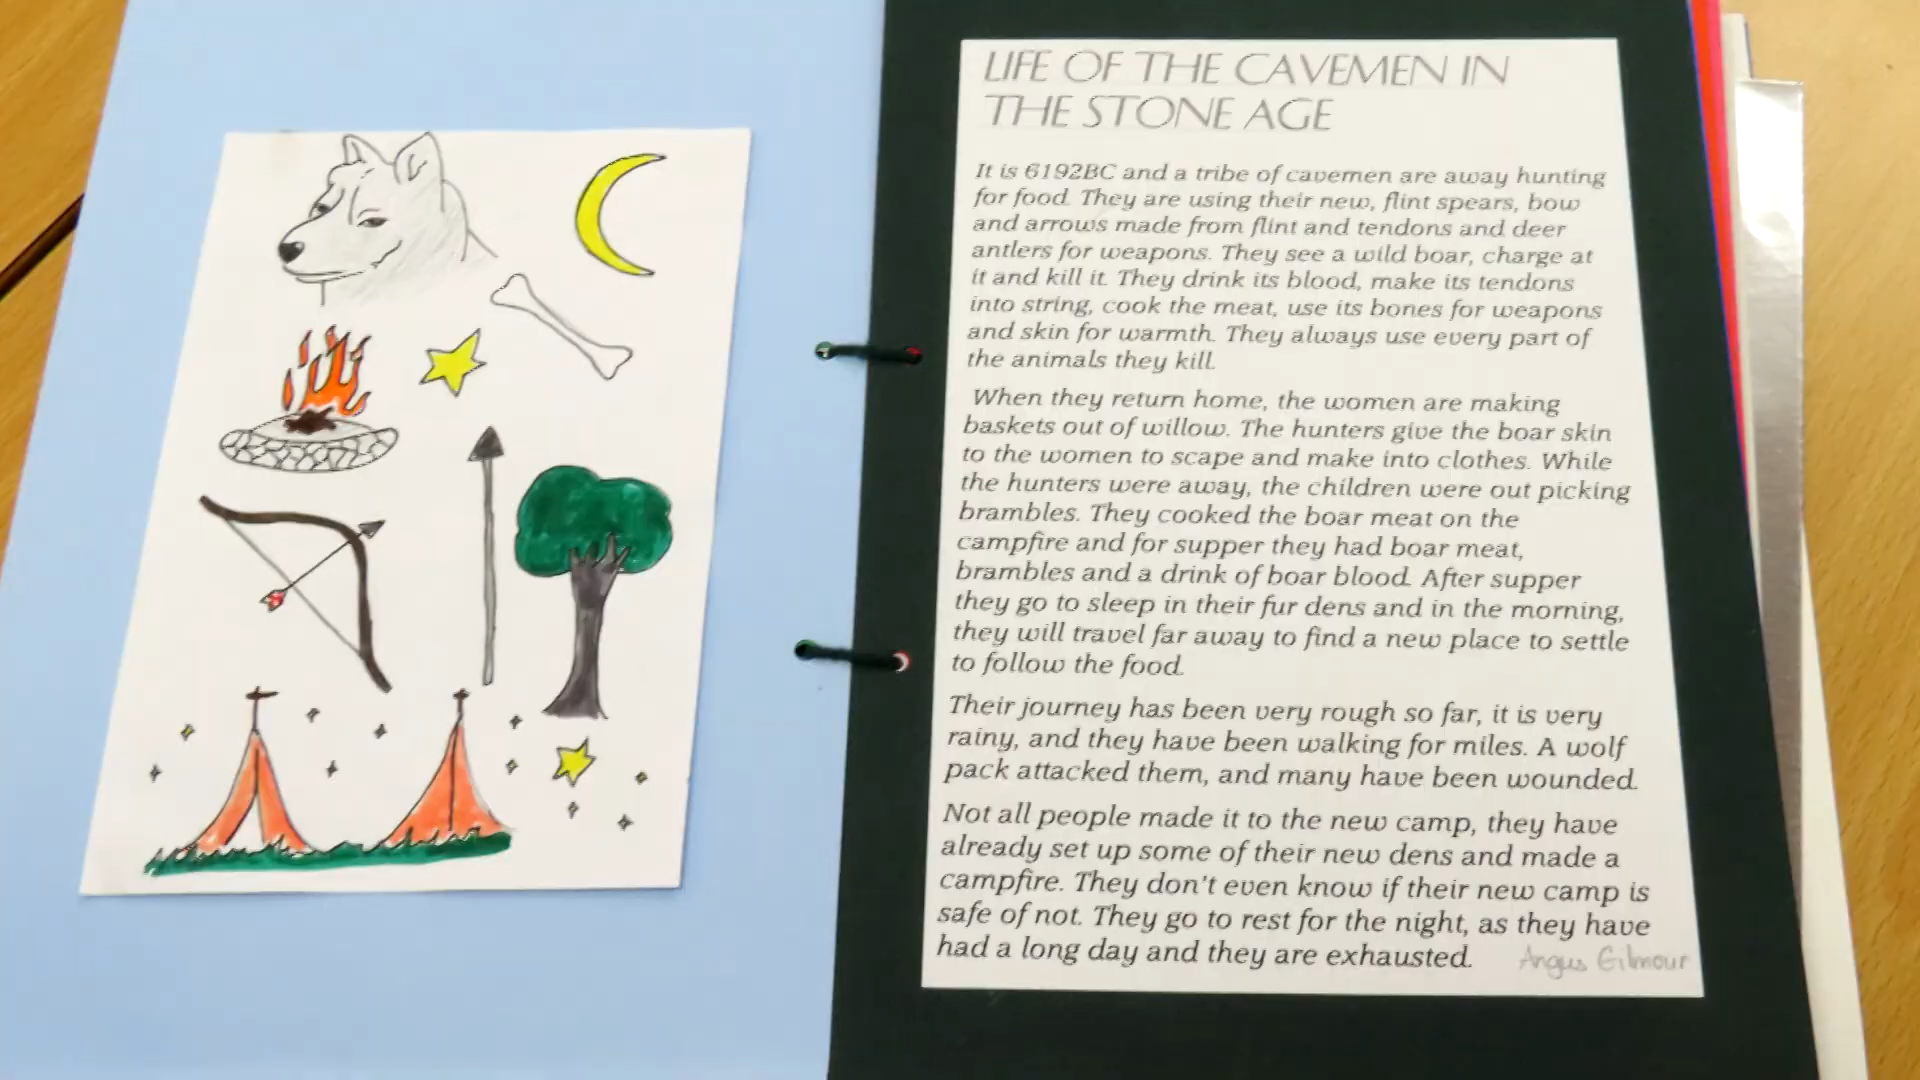 LIFE OF THE CAVEMEN IN
THE STONE AGE
It is 6192BC and a tribe of cavemen are away hunting
for food. They are using their new, flint spears, bow
and arrows made from flint and tendons and deer
antlers for weapons. They see a wild boar, charge at
it and kill it. They drink its blood, make its tendons
into string, cook the meat, use its bones for weapons
and skin for warmth. They always use every part of
the animals they kill.
When they return home, the women are making
baskets out of willow. The hunters give the boar skin
to the women to scape and make into clothes. While
the hunters were away, the children were out picking
brambles. They cooked the boar meat on the
campfire and for supper they had boar meat,
brambles and a drink of boar blood. After supper
they go to sleep in their fur dens and in the morning,
they will travel far away to find a new place to settle
to follow the food.
Their journey has been very rough so far, it is very
rainy, and they have been walking for miles. A wolf
pack attacked them, and many have been wounded.
Not all people made it to the new camp, they have
already set up some of their new dens and made a
campfire. They don't even know if their new camp is
safe of not. They go to rest for the night, as they have
had a long day and they are exhausted.
Angus Gilmour